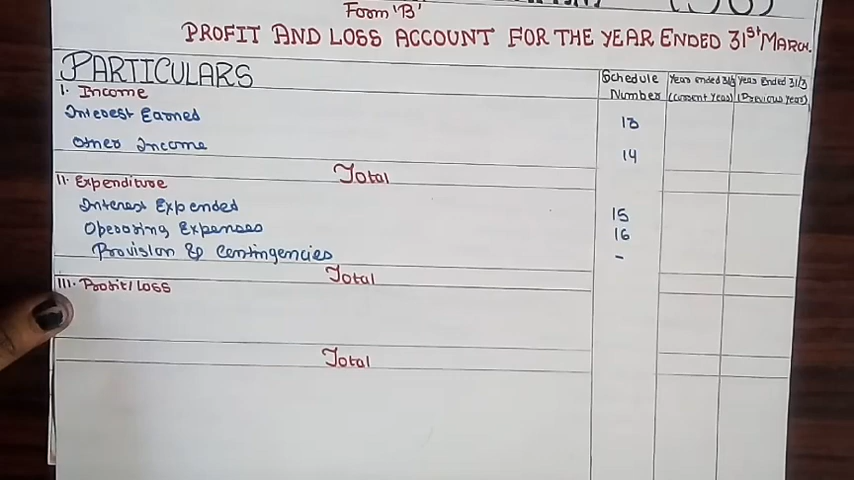 Form 'B'
PROFIT AND LOSS ACCOUNT FOR THE YEAR ENDED 31st MARCH.
PARTICULARS
Schedule Number
Year ended 31/3 (Current Year)
Year Ended 31/3 (Previous Year)
I. Income
Interest Earned 13
Other Income 14
Total
II. Expenditure
Interest Expended 15
Operating Expenses 16
Provision & Contingencies -
Total
III. Profit/Loss
Total